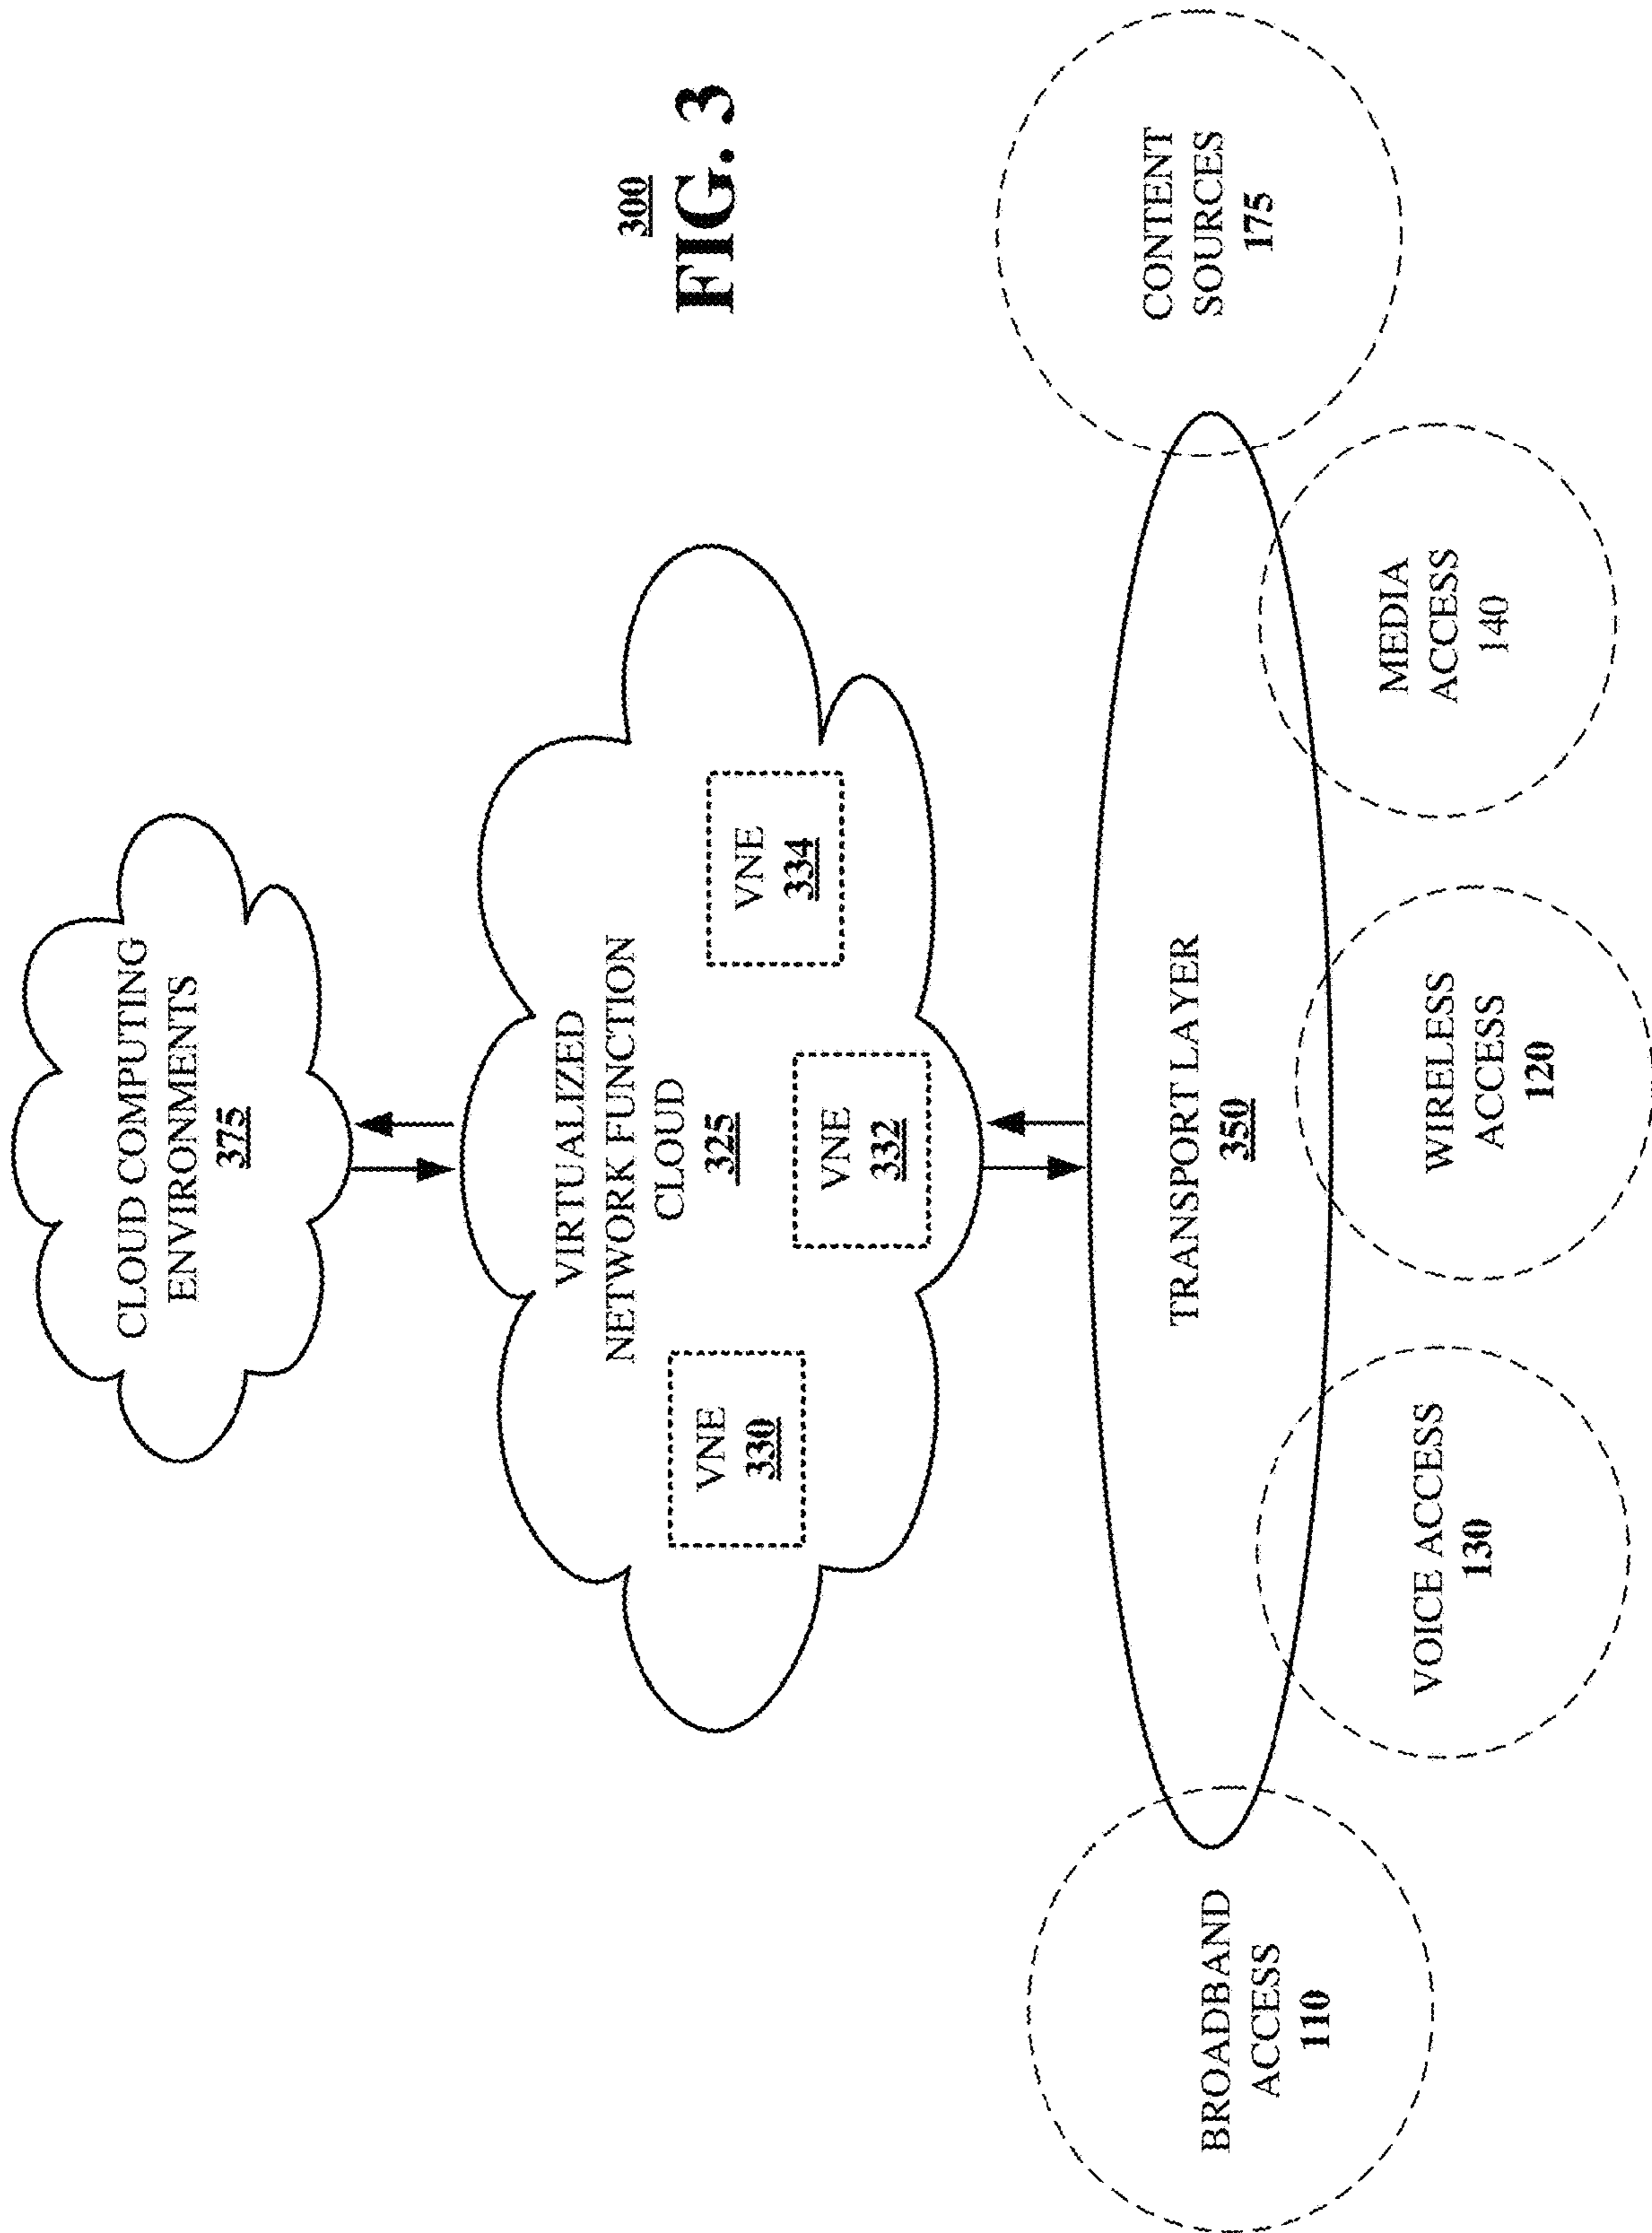 CLOUD COMPUTING
ENVIRONMENTS
375
VIRTUALIZED
NETWORK FUNCTION
CLOUD
325
VNE
330
VNE
332
VNE
334
300
FIG. 3
TRANSPORT LAYER
350
BROADBAND
ACCESS
110
VOICE ACCESS
130
WIRELESS
ACCESS
120
MEDIA
ACCESS
140
CONTENT
SOURCES
175